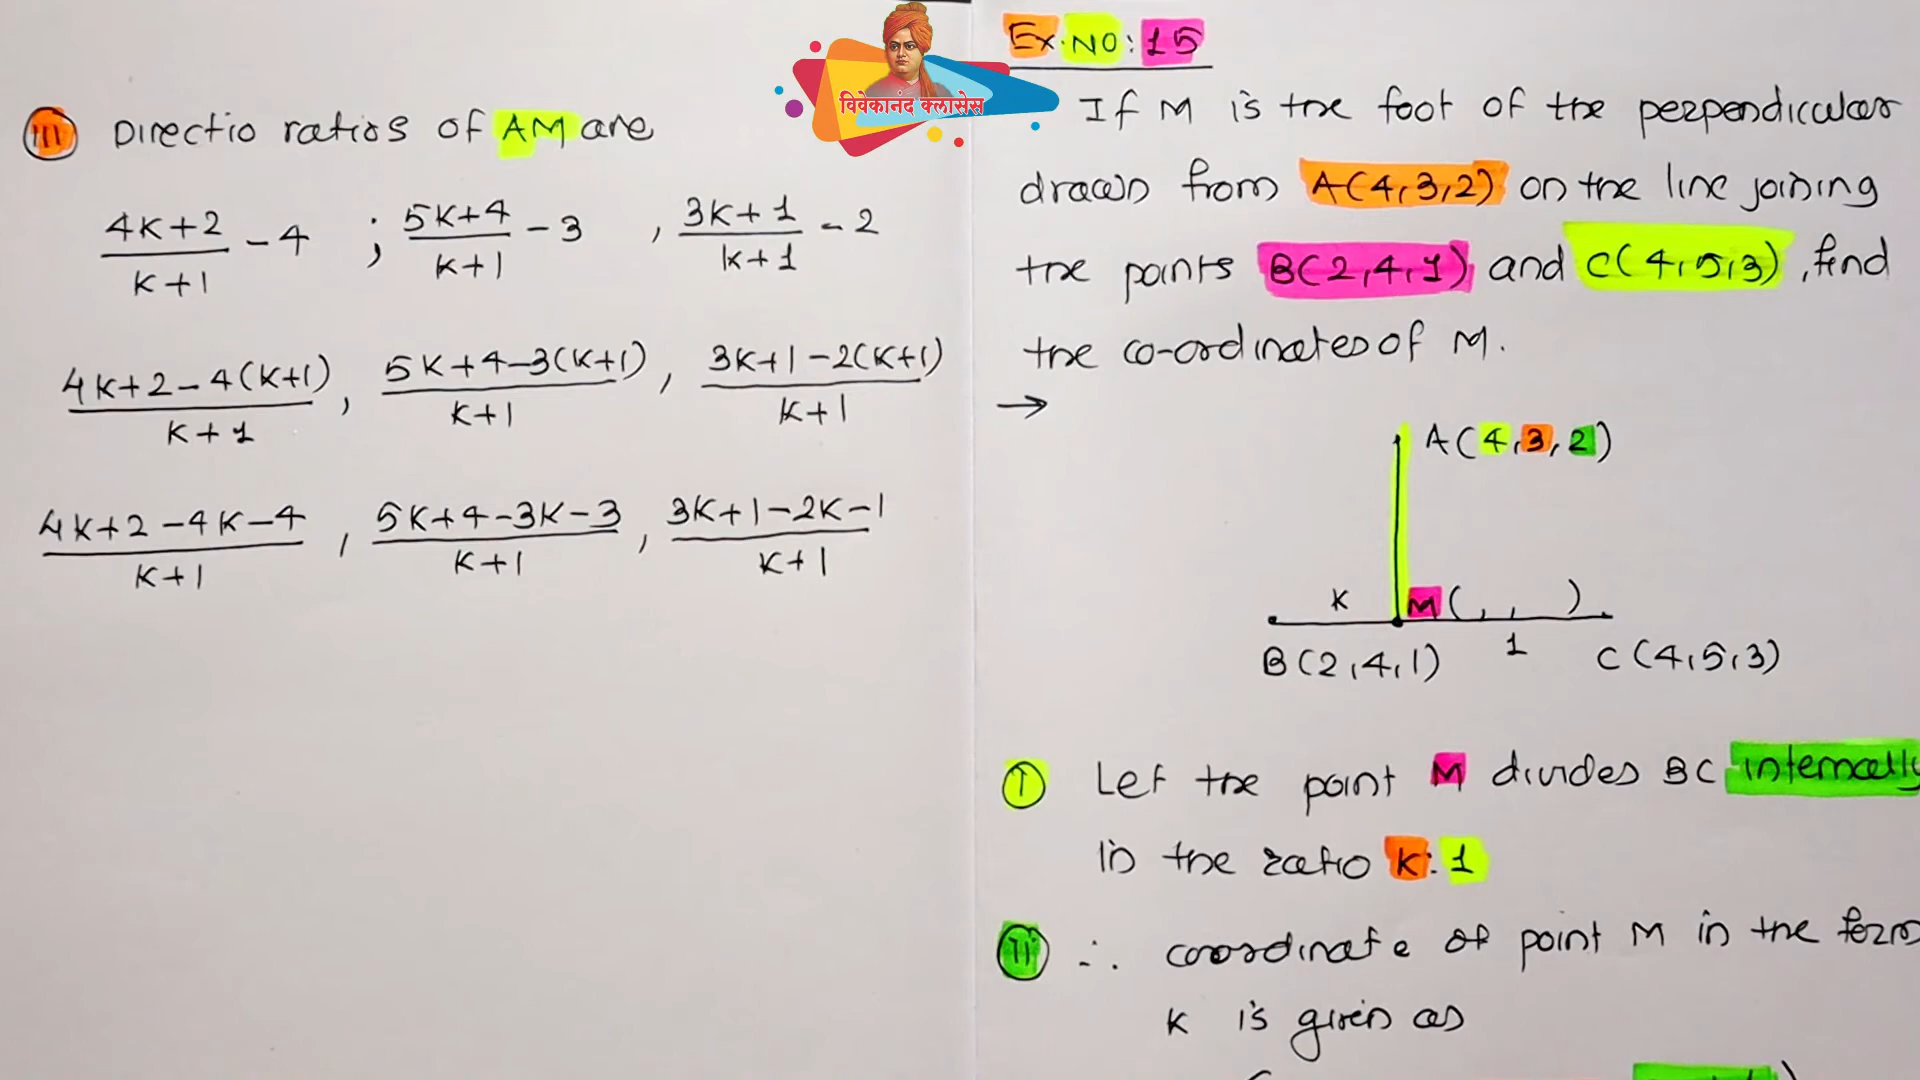 विवेकानंद क्लासेस
III Directio ratios of AM are
4k+2/k+1 - 4 ; 5k+4/k+1 - 3 , 3k+1/k+1 - 2
4k+2-4(k+1)/k+1 , 5k+4-3(k+1)/k+1 , 3k+1-2(k+1)/k+1
4k+2-4k-4/k+1 , 5k+4-3k-3/k+1 , 3k+1-2k-1/k+1
Ex.NO: 15
If M is the foot of the perpendicular
drawn from A(4,3,2) on the line joining
the points B(2,4,1) and C(4,5,3), find
the co-ordinates of M.
→
A(4,3,2)
K M( , , )
B(2,4,1) 1 C(4,5,3)
I Let the point M divides BC internally
in the ratio K:1
II ∴ coordinate of point M in the form
K is given as